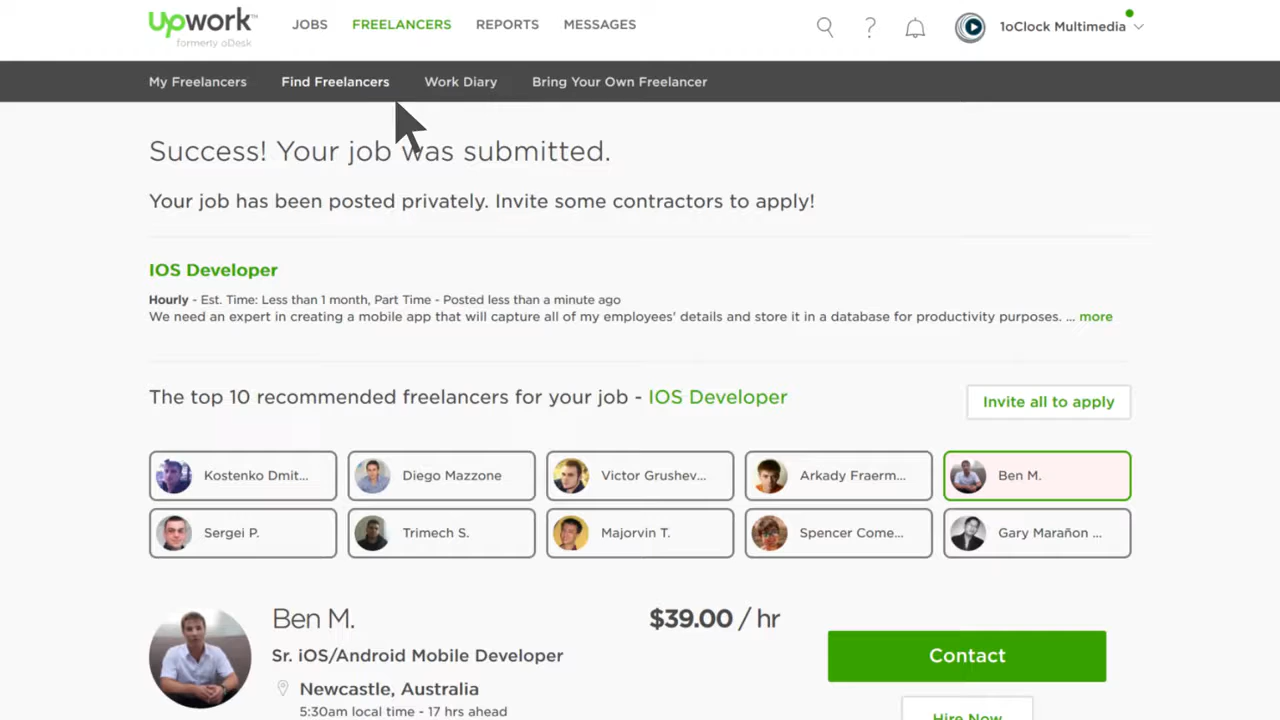 upwork™
formerly oDesk
JOBS FREELANCERS REPORTS MESSAGES
? 1oClock Multimedia
My Freelancers Find Freelancers Work Diary Bring Your Own Freelancer
Success! Your job was submitted.
Your job has been posted privately. Invite some contractors to apply!
IOS Developer
Hourly - Est. Time: Less than 1 month, Part Time - Posted less than a minute ago
We need an expert in creating a mobile app that will capture all of my employees' details and store it in a database for productivity purposes. ... more
The top 10 recommended freelancers for your job - IOS Developer
Invite all to apply
Kostenko Dmit... Diego Mazzone Victor Grushev... Arkady Fraerm... Ben M.
Sergei P. Trimech S. Majorvin T. Spencer Come... Gary Marañon ...
Ben M. $39.00 / hr
Sr. iOS/Android Mobile Developer
Contact
Newcastle, Australia
5:30am local time - 17 hrs ahead
Hire Now